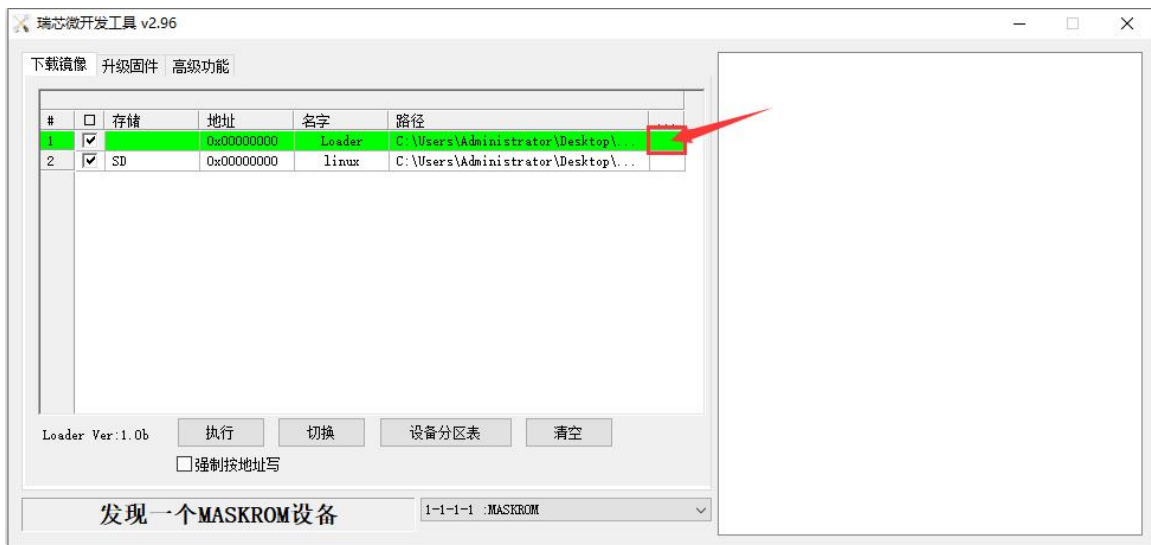 瑞芯微开发工具 v2.96
下载镜像 升级固件 高级功能
# 存储 地址 名字 路径 ...
1 0x00000000 Loader C:\Users\Administrator\Desktop\...
2 SD 0x00000000 linux C:\Users\Administrator\Desktop\...
Loader Ver:1.0b 执行 切换 设备分区表 清空
强制按地址写
发现一个MASKROM设备 1-1-1-1 :MASKROM